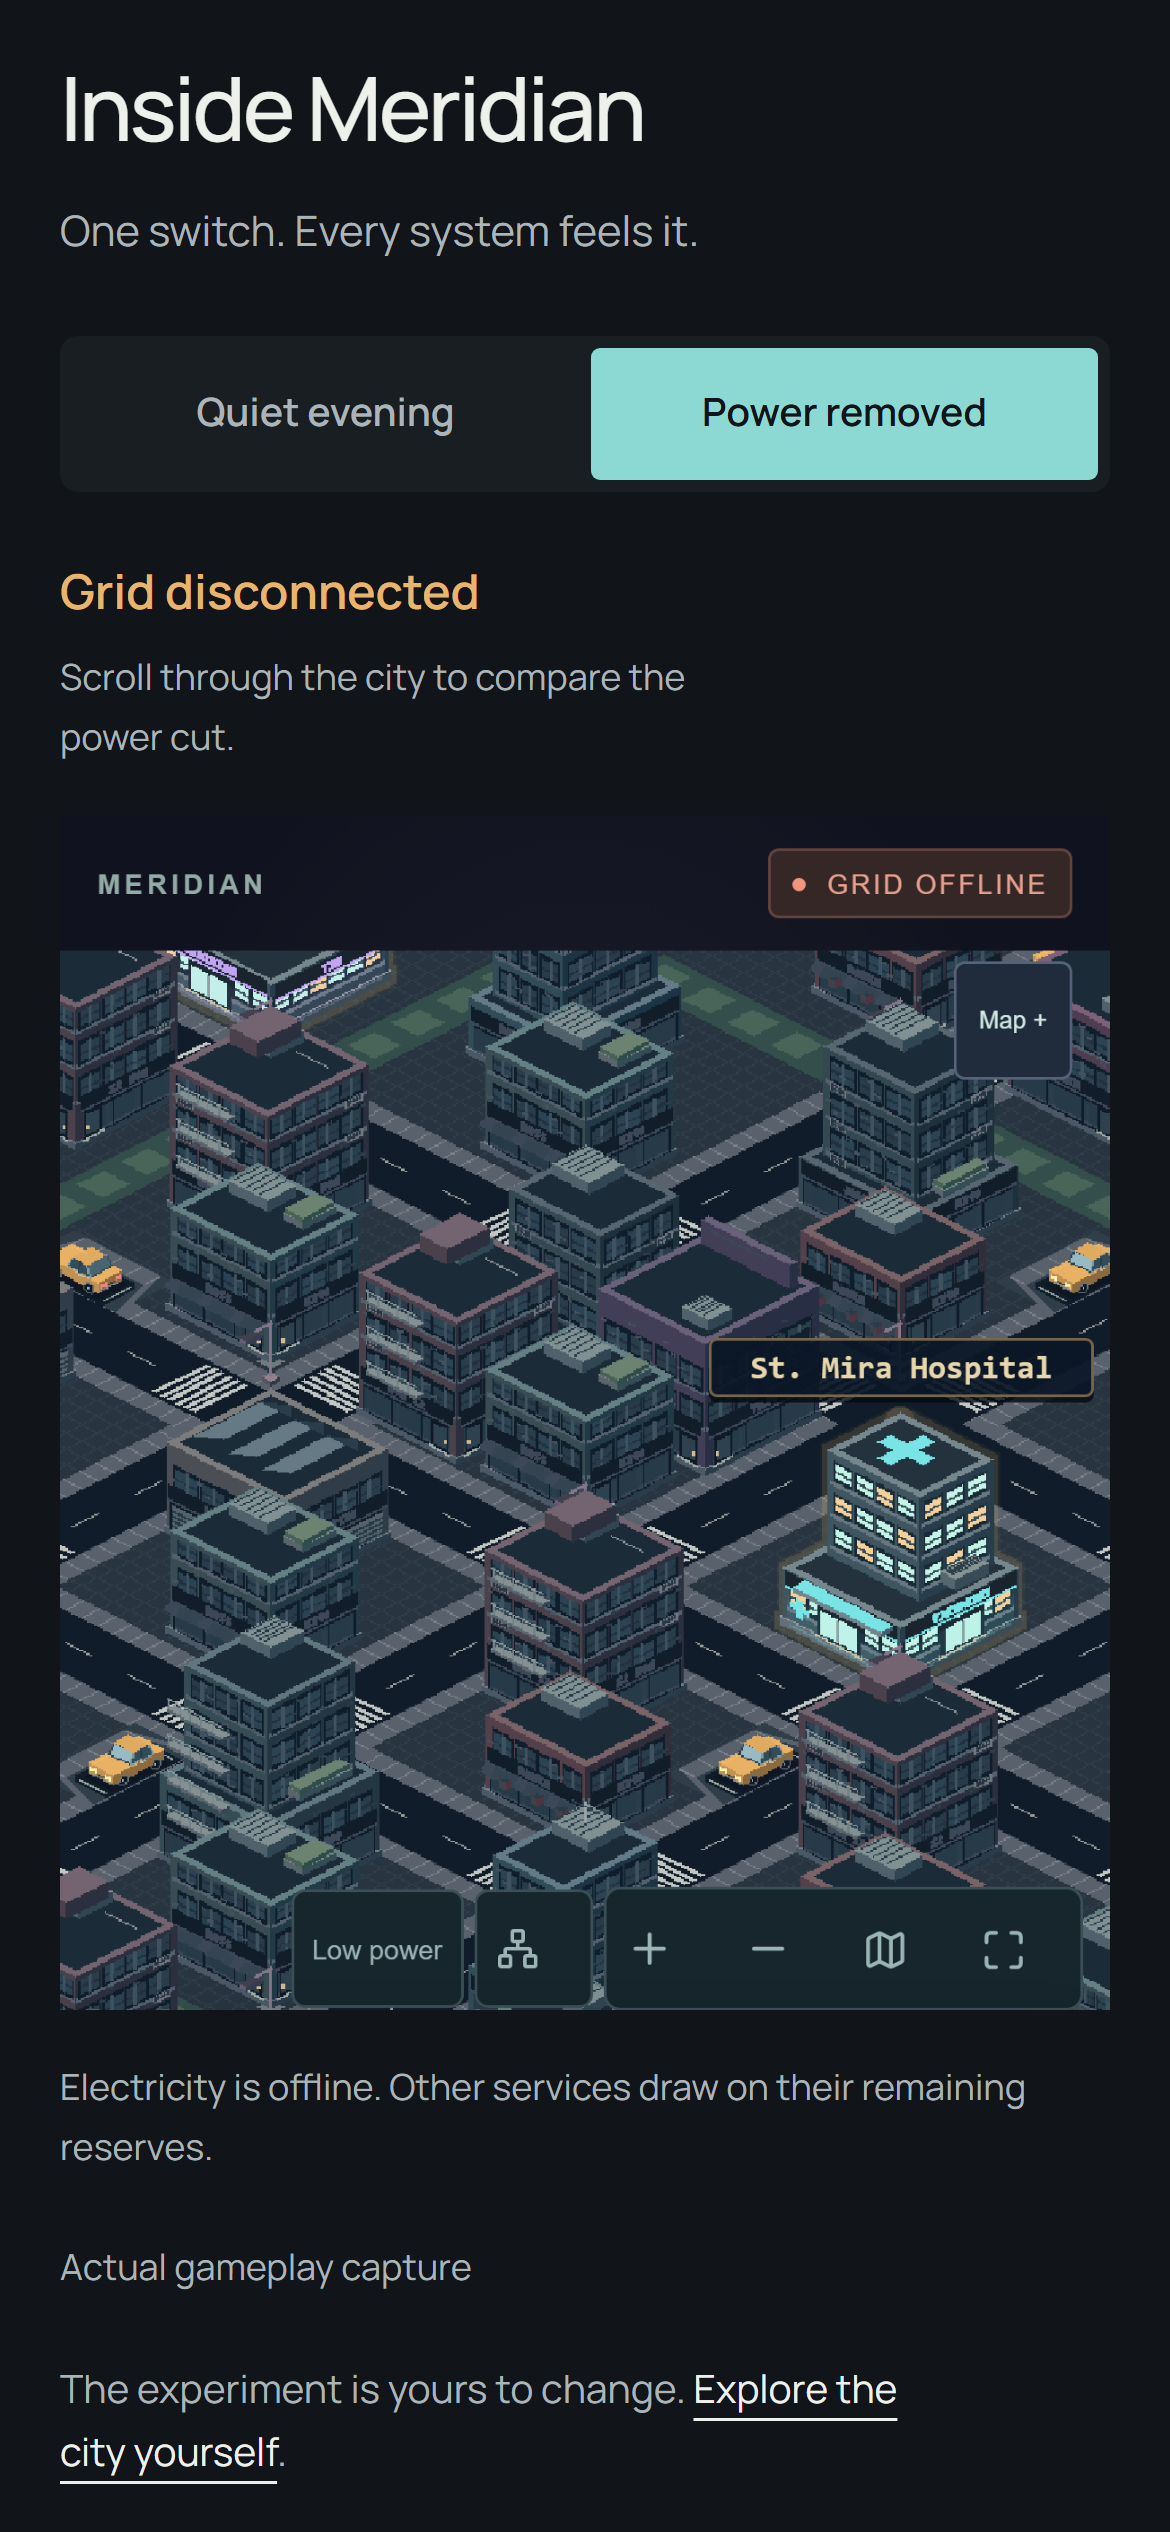 Inside Meridian
One switch. Every system feels it.
Quiet evening
Power removed
Grid disconnected
Scroll through the city to compare the
power cut.
MERIDIAN
GRID OFFLINE
Map +
St. Mira Hospital
Low power
Electricity is offline. Other services draw on their remaining
reserves.
Actual gameplay capture
The experiment is yours to change. Explore the
city yourself.